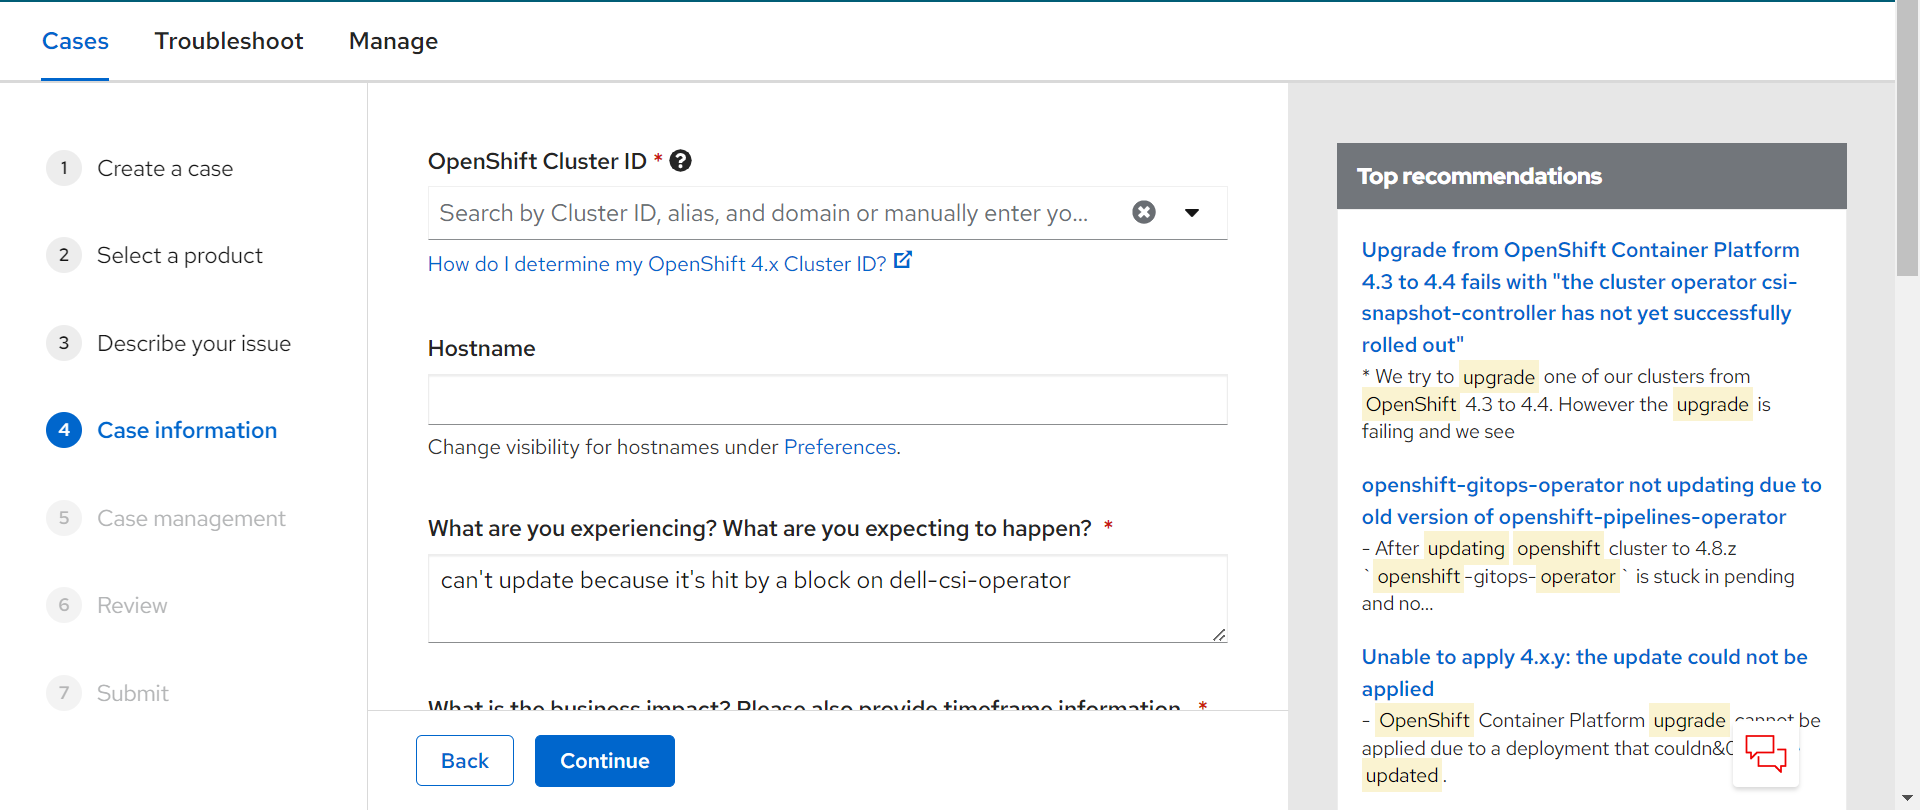 Cases Troubleshoot Manage
1 Create a case
2 Select a product
3 Describe your issue
4 Case information
5 Case management
6 Review
7 Submit
OpenShift Cluster ID *
Search by Cluster ID, alias, and domain or manually enter yo...
How do I determine my OpenShift 4.x Cluster ID?
Hostname
Change visibility for hostnames under Preferences.
What are you experiencing? What are you expecting to happen? *
can't update because it's hit by a block on dell-csi-operator
What is the business impact? Please also provide timeframe information. *
Back Continue
Top recommendations
Upgrade from OpenShift Container Platform
4.3 to 4.4 fails with "the cluster operator csi-
snapshot-controller has not yet successfully
rolled out"
* We try to upgrade one of our clusters from
OpenShift 4.3 to 4.4. However the upgrade is
failing and we see
openshift-gitops-operator not updating due to
old version of openshift-pipelines-operator
- After updating openshift cluster to 4.8.z
` openshift -gitops- operator ` is stuck in pending
and no...
Unable to apply 4.x.y: the update could not be
applied
- OpenShift Container Platform upgrade cannot be
applied due to a deployment that
updated .